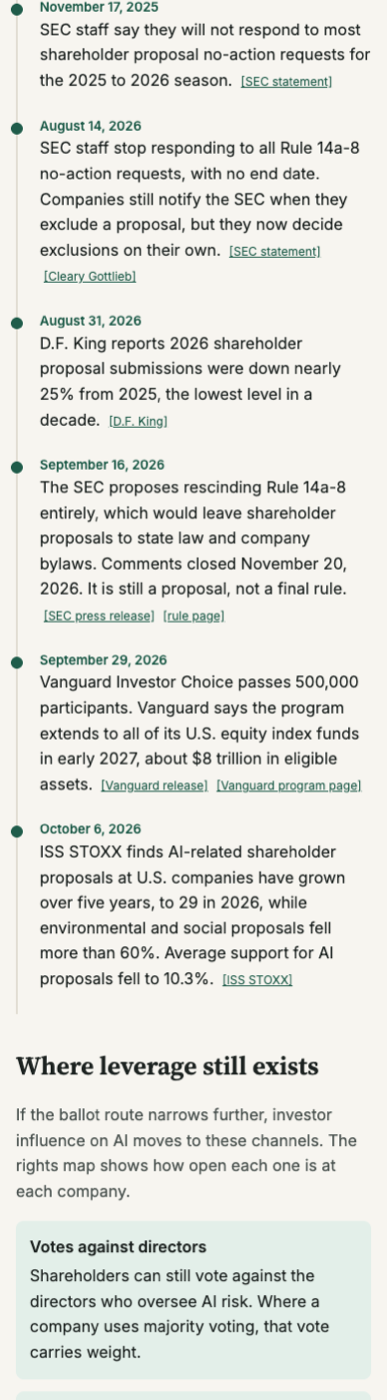 November 17, 2025
SEC staff say they will not respond to most
shareholder proposal no-action requests for
the 2025 to 2026 season. [SEC statement]
August 14, 2026
SEC staff stop responding to all Rule 14a-8
no-action requests, with no end date.
Companies still notify the SEC when they
exclude a proposal, but they now decide
exclusions on their own. [SEC statement]
[Cleary Gottlieb]
August 31, 2026
D.F. King reports 2026 shareholder
proposal submissions were down nearly
25% from 2025, the lowest level in a
decade. [D.F. King]
September 16, 2026
The SEC proposes rescinding Rule 14a-8
entirely, which would leave shareholder
proposals to state law and company
bylaws. Comments closed November 20,
2026. It is still a proposal, not a final rule.
[SEC press release] [rule page]
September 29, 2026
Vanguard Investor Choice passes 500,000
participants. Vanguard says the program
extends to all of its U.S. equity index funds
in early 2027, about $8 trillion in eligible
assets. [Vanguard release] [Vanguard program page]
October 6, 2026
ISS STOXX finds AI-related shareholder
proposals at U.S. companies have grown
over five years, to 29 in 2026, while
environmental and social proposals fell
more than 60%. Average support for AI
proposals fell to 10.3%. [ISS STOXX]
Where leverage still exists
If the ballot route narrows further, investor
influence on AI moves to these channels. The
rights map shows how open each one is at
each company.
Votes against directors
Shareholders can still vote against the
directors who oversee AI risk. Where a
company uses majority voting, that vote
carries weight.